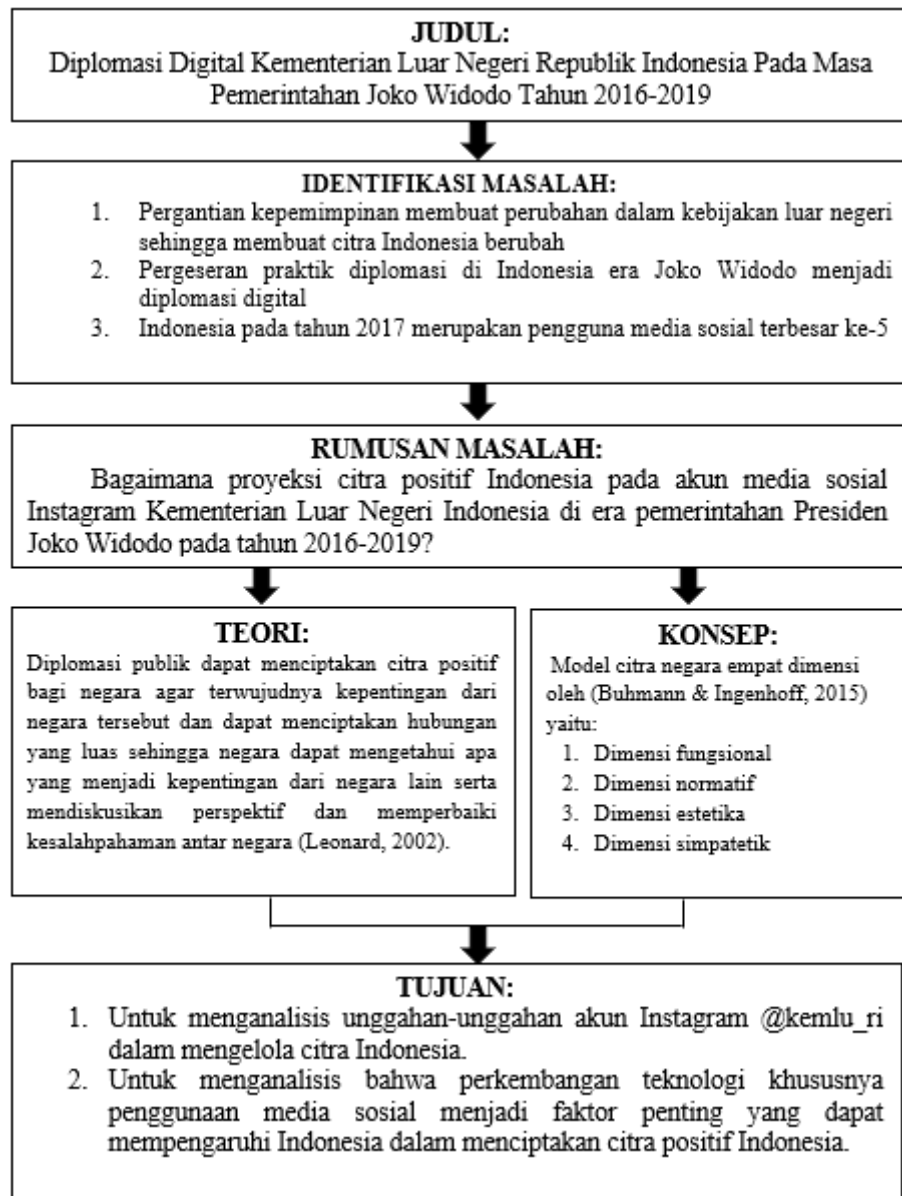 JUDUL:
Diplomasi Digital Kementerian Luar Negeri Republik Indonesia Pada Masa
Pemerintahan Joko Widodo Tahun 2016-2019
IDENTIFIKASI MASALAH:
1. Pergantian kepemimpinan membuat perubahan dalam kebijakan luar negeri
sehingga membuat citra Indonesia berubah
2. Pergeseran praktik diplomasi di Indonesia era Joko Widodo menjadi
diplomasi digital
3. Indonesia pada tahun 2017 merupakan pengguna media sosial terbesar ke-5
RUMUSAN MASALAH:
Bagaimana proyeksi citra positif Indonesia pada akun media sosial
Instagram Kementerian Luar Negeri Indonesia di era pemerintahan Presiden
Joko Widodo pada tahun 2016-2019?
TEORI:
Diplomasi publik dapat menciptakan citra positif
bagi negara agar terwujudnya kepentingan dari
negara tersebut dan dapat menciptakan hubungan
yang luas sehingga negara dapat mengetahui apa
yang menjadi kepentingan dari negara lain serta
mendiskusikan perspektif dan memperbaiki
kesalahpahaman antar negara (Leonard, 2002).
KONSEP:
Model citra negara empat dimensi
oleh (Buhmann & Ingenhoff, 2015)
yaitu:
1. Dimensi fungsional
2. Dimensi normatif
3. Dimensi estetika
4. Dimensi simpatetik
TUJUAN:
1. Untuk menganalisis unggahan-unggahan akun Instagram @kemlu_ri
dalam mengelola citra Indonesia.
2. Untuk menganalisis bahwa perkembangan teknologi khususnya
penggunaan media sosial menjadi faktor penting yang dapat
mempengaruhi Indonesia dalam menciptakan citra positif Indonesia.